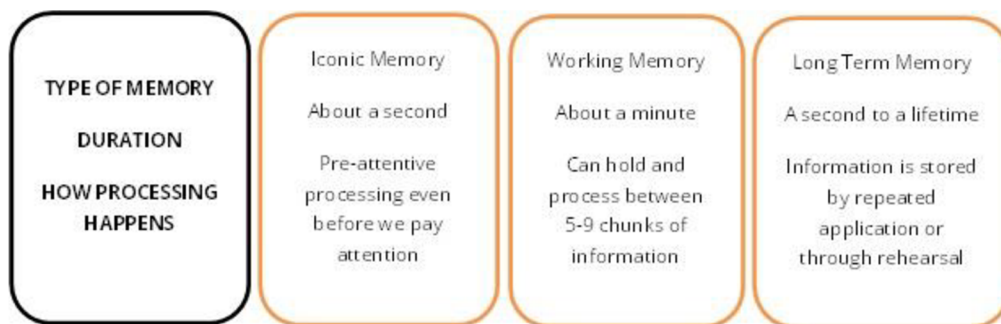 TYPE OF MEMORY
DURATION
HOW PROCESSING
HAPPENS
Iconic Memory
About a second
Pre-attentive
processing even
before we pay
attention
Working Memory
About a minute
Can hold and
process between
5-9 chunks of
information
Long Term Memory
A second to a lifetime
Information is stored
by repeated
application or
through rehearsal